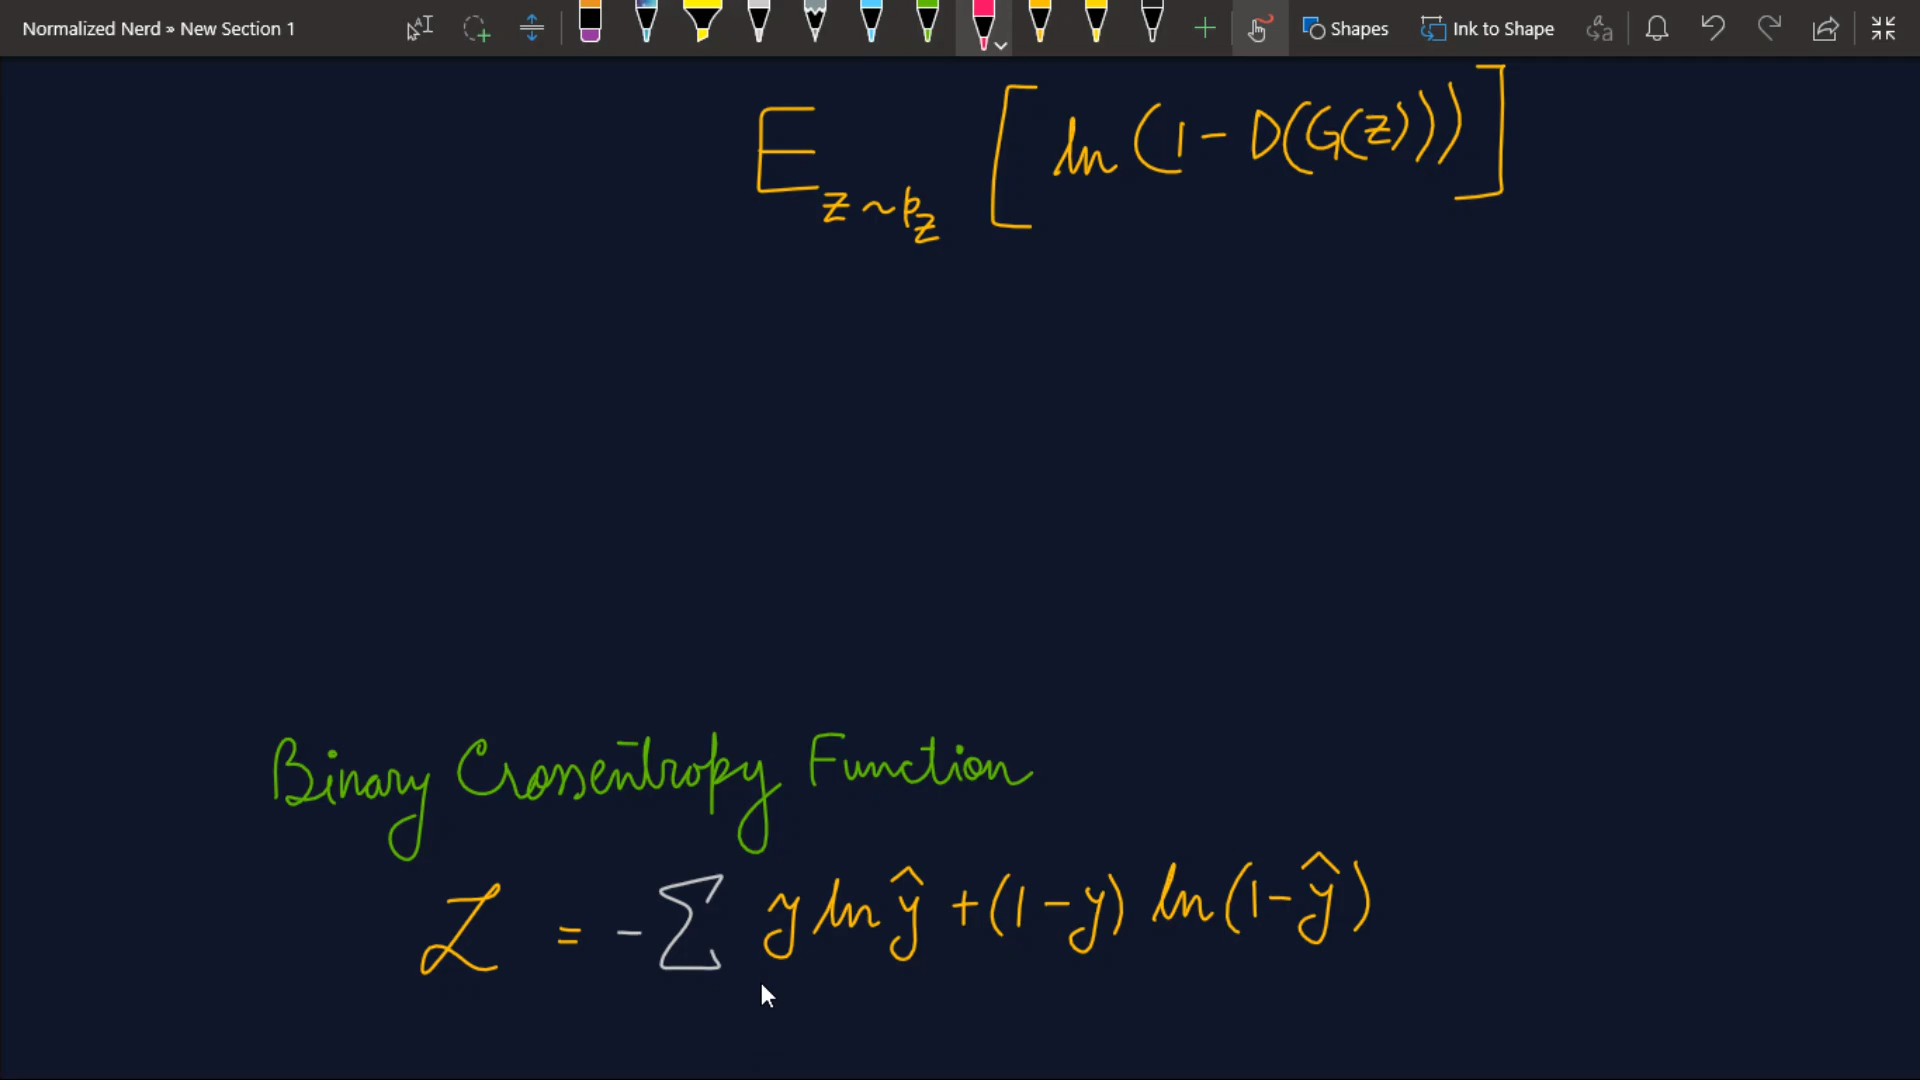 Normalized Nerd » New Section 1 Shapes Ink to Shape
E z~p_z [ ln (1 - D(G(z))) ]
Binary Crossentropy Function
L = - ∑ y ln ŷ + (1 - y) ln (1 - ŷ)